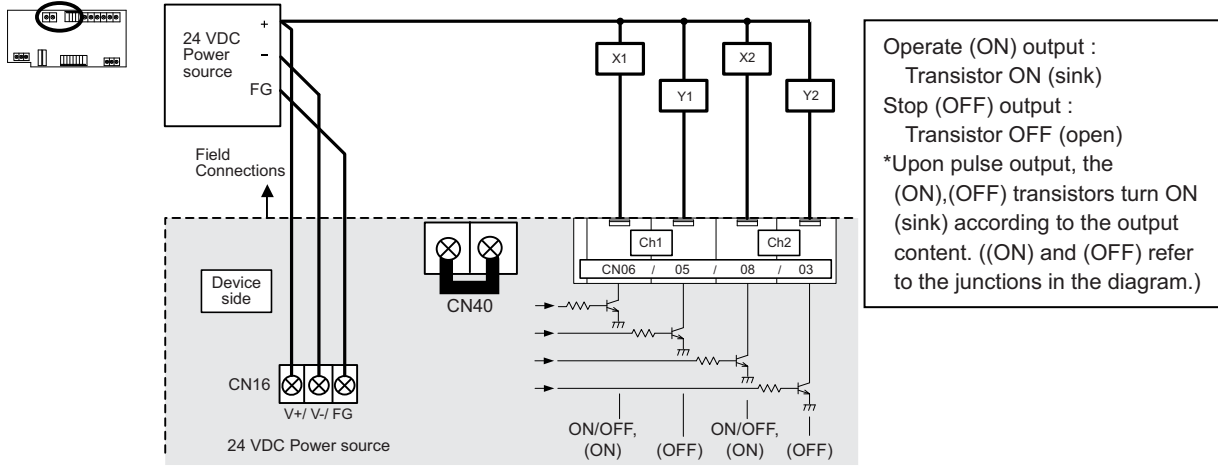 24 VDC
Power
source
+
−
FG
X1
Y1
X2
Y2
Field
Connections
Device
side
CN40
Ch1
Ch2
CN06 / 05 / 08 / 03
CN16
V+/ V-/ FG
24 VDC Power source
ON/OFF,
(ON)
(OFF)
ON/OFF,
(ON)
(OFF)
Operate (ON) output :
Transistor ON (sink)
Stop (OFF) output :
Transistor OFF (open)
*Upon pulse output, the
(ON),(OFF) transistors turn ON
(sink) according to the output
content. ((ON) and (OFF) refer
to the junctions in the diagram.)